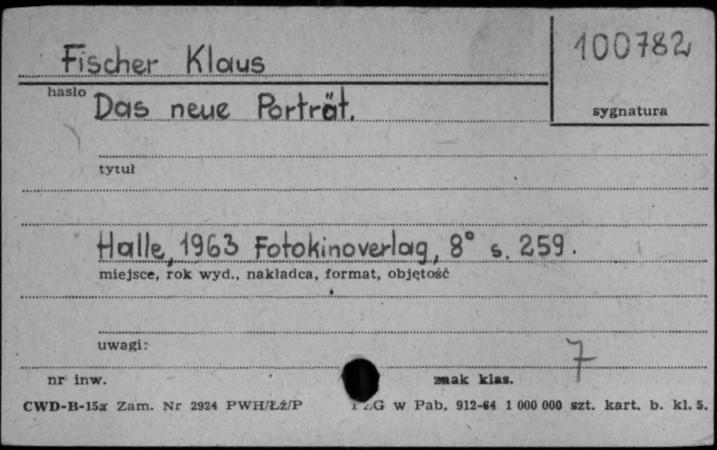 Fischer Klaus
100782
hasło Das neue Porträt.
sygnatura
tytuł
Halle, 1963 Fotokinoverlag, 8° s. 259.
miejsce, rok wyd., nakładca, format, objętość
uwagi:
7
nr inw.
znak klas.
CWD-B-15a Zam. Nr 2924 PWH/Łź/P
w Pab, 912-64 1 000 000 szt. kart. b. kl. 5.